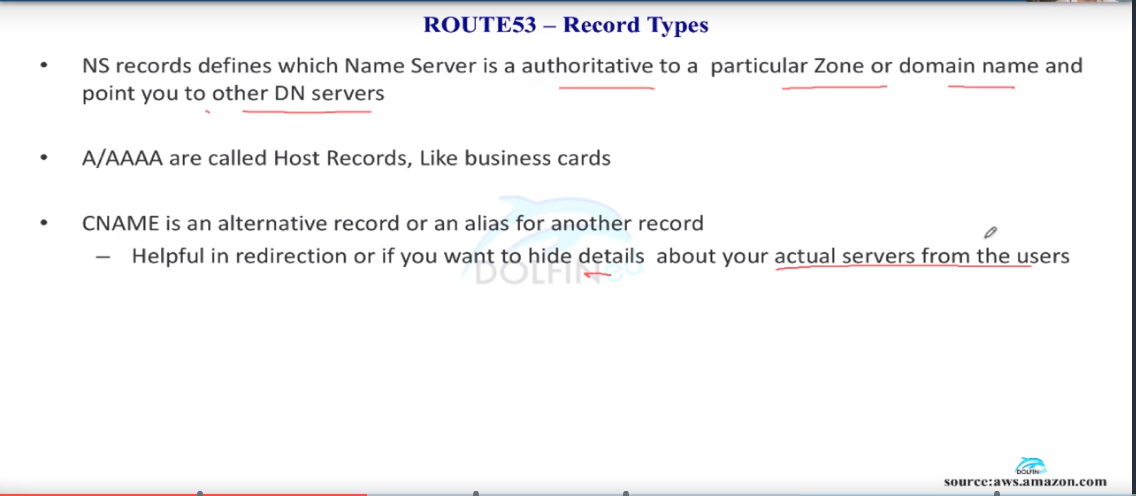 ROUTE53 – Record Types
• NS records defines which Name Server is a authoritative to a particular Zone or domain name and
point you to other DN servers
• A/AAAA are called Host Records, Like business cards
• CNAME is an alternative record or an alias for another record
– Helpful in redirection or if you want to hide details about your actual servers from the users
DOLFIN
DOLFIN
source:aws.amazon.com